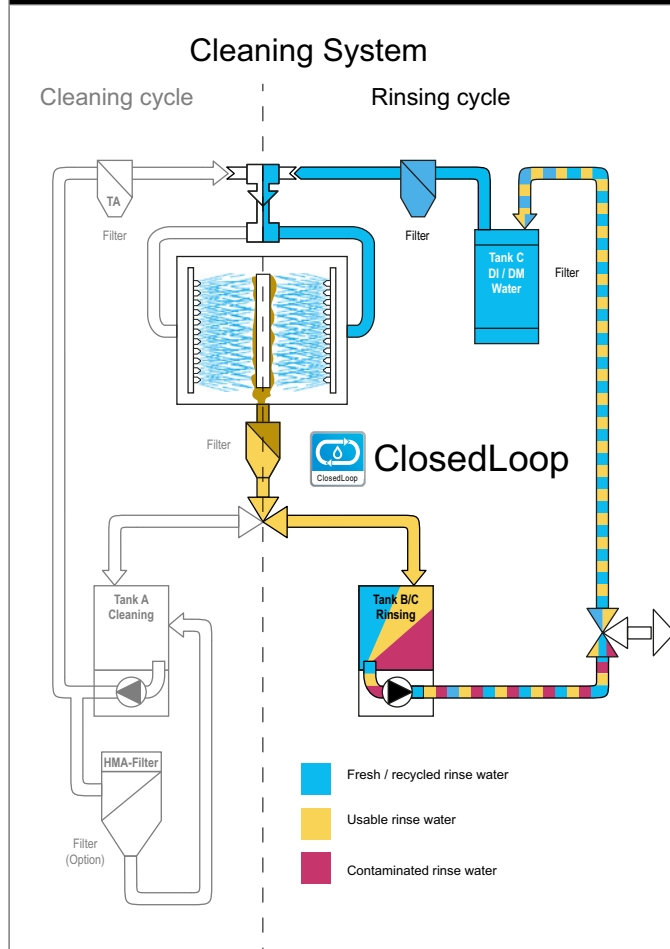 Cleaning System
Cleaning cycle
Rinsing cycle
TA
Filter
Filter
Tank C
DI / DM
Water
Filter
Filter
ClosedLoop
ClosedLoop
Tank A
Cleaning
Tank B/C
Rinsing
HMA-Filter
Filter
(Option)
Fresh / recycled rinse water
Usable rinse water
Contaminated rinse water